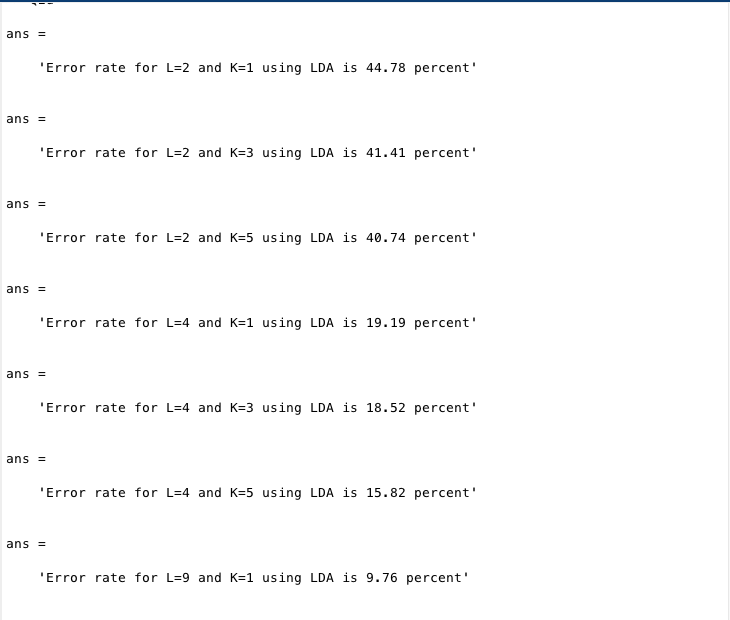 ans =
'Error rate for L=2 and K=1 using LDA is 44.78 percent'
ans =
'Error rate for L=2 and K=3 using LDA is 41.41 percent'
ans =
'Error rate for L=2 and K=5 using LDA is 40.74 percent'
ans =
'Error rate for L=4 and K=1 using LDA is 19.19 percent'
ans =
'Error rate for L=4 and K=3 using LDA is 18.52 percent'
ans =
'Error rate for L=4 and K=5 using LDA is 15.82 percent'
ans =
'Error rate for L=9 and K=1 using LDA is 9.76 percent'